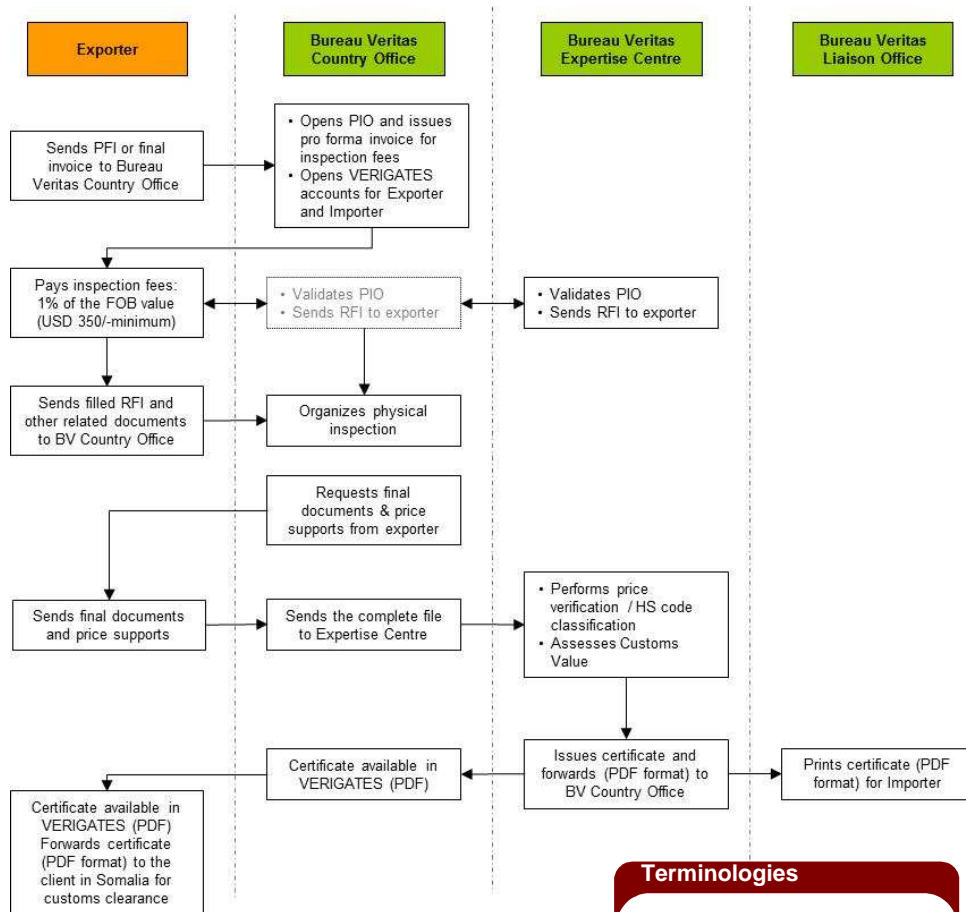 Exporter
Bureau Veritas
Country Office
Bureau Veritas
Expertise Centre
Bureau Veritas
Liaison Office
Sends PFI or final
invoice to Bureau
Veritas Country Office
• Opens PIO and issues
pro forma invoice for
inspection fees
• Opens VERIGATES
accounts for Exporter
and Importer
Pays inspection fees:
1% of the FOB value
(USD 350/-minimum)
• Validates PIO
• Sends RFI to exporter
• Validates PIO
• Sends RFI to exporter
Sends filled RFI and
other related documents
to BV Country Office
Organizes physical
inspection
Requests final
documents & price
supports from exporter
Sends final documents
and price supports
Sends the complete file
to Expertise Centre
• Performs price
verification / HS code
classification
• Assesses Customs
Value
Certificate available in
VERIGATES (PDF)
Issues certificate and
forwards (PDF format) to
BV Country Office
Prints certificate (PDF
format) for Importer
Certificate available in
VERIGATES (PDF)
Forwards certificate
(PDF format) to the
client in Somalia for
customs clearance
Terminologies